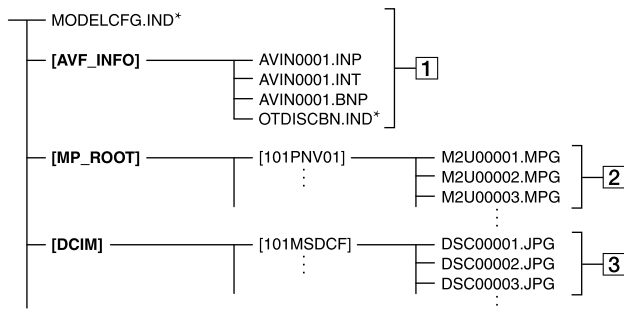 MODELCFG.IND*
[AVF_INFO] AVIN0001.INP
AVIN0001.INT
1
AVIN0001.BNP
OTDISCBN.IND*
[MP_ROOT] [101PNV01] M2U00001.MPG
M2U00002.MPG
2
M2U00003.MPG
[DCIM] [101MSDCF] DSC00001.JPG
DSC00002.JPG
3
DSC00003.JPG